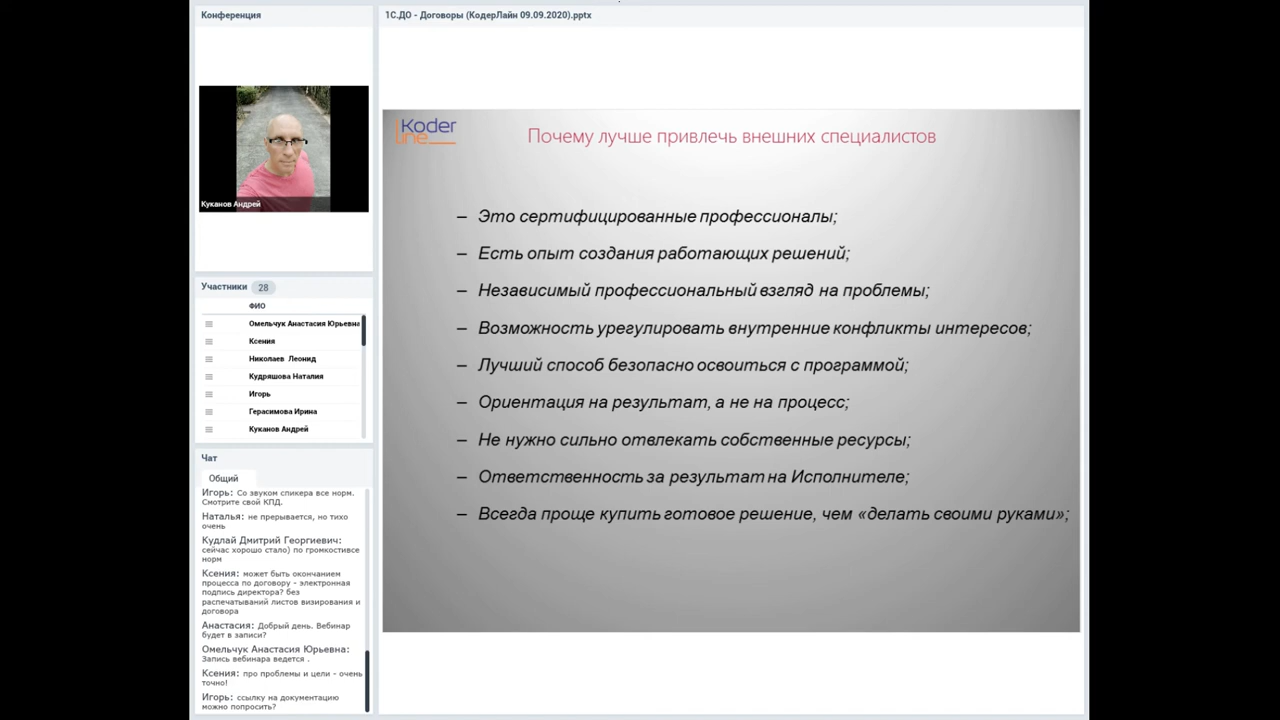 Конференция
Куканов Андрей
Участники 28
ФИО
Омельчук Анастасия Юрьевна
Ксения
Николаев Леонид
Кудряшова Наталия
Игорь
Герасимова Ирина
Куканов Андрей
Чат
Общий
Игорь: Со звуком спикера все норм.
Смотрите свой КПД.
Наталья: не прерывается, но тихо
очень
Кудлай Дмитрий Георгиевич:
сейчас хорошо стало) по громкостивсе
норм
Ксения: может быть окончанием
процесса по договору - электронная
подпись директора? без
распечатываний листов визирования и
договора
Анастасия: Добрый день. Вебинар
будет в записи?
Омельчук Анастасия Юрьевна:
Запись вебинара ведется .
Ксения: про проблемы и цели - очень
точно!
Игорь: ссылку на документацию
можно попросить?
1С.ДО - Договоры (КодерЛайн 09.09.2020).pptx
Koder
line
Почему лучше привлечь внешних специалистов
– Это сертифицированные профессионалы;
– Есть опыт создания работающих решений;
– Независимый профессиональный взгляд на проблемы;
– Возможность урегулировать внутренние конфликты интересов;
– Лучший способ безопасно освоиться с программой;
– Ориентация на результат, а не на процесс;
– Не нужно сильно отвлекать собственные ресурсы;
– Ответственность за результат на Исполнителе;
– Всегда проще купить готовое решение, чем «делать своими руками»;